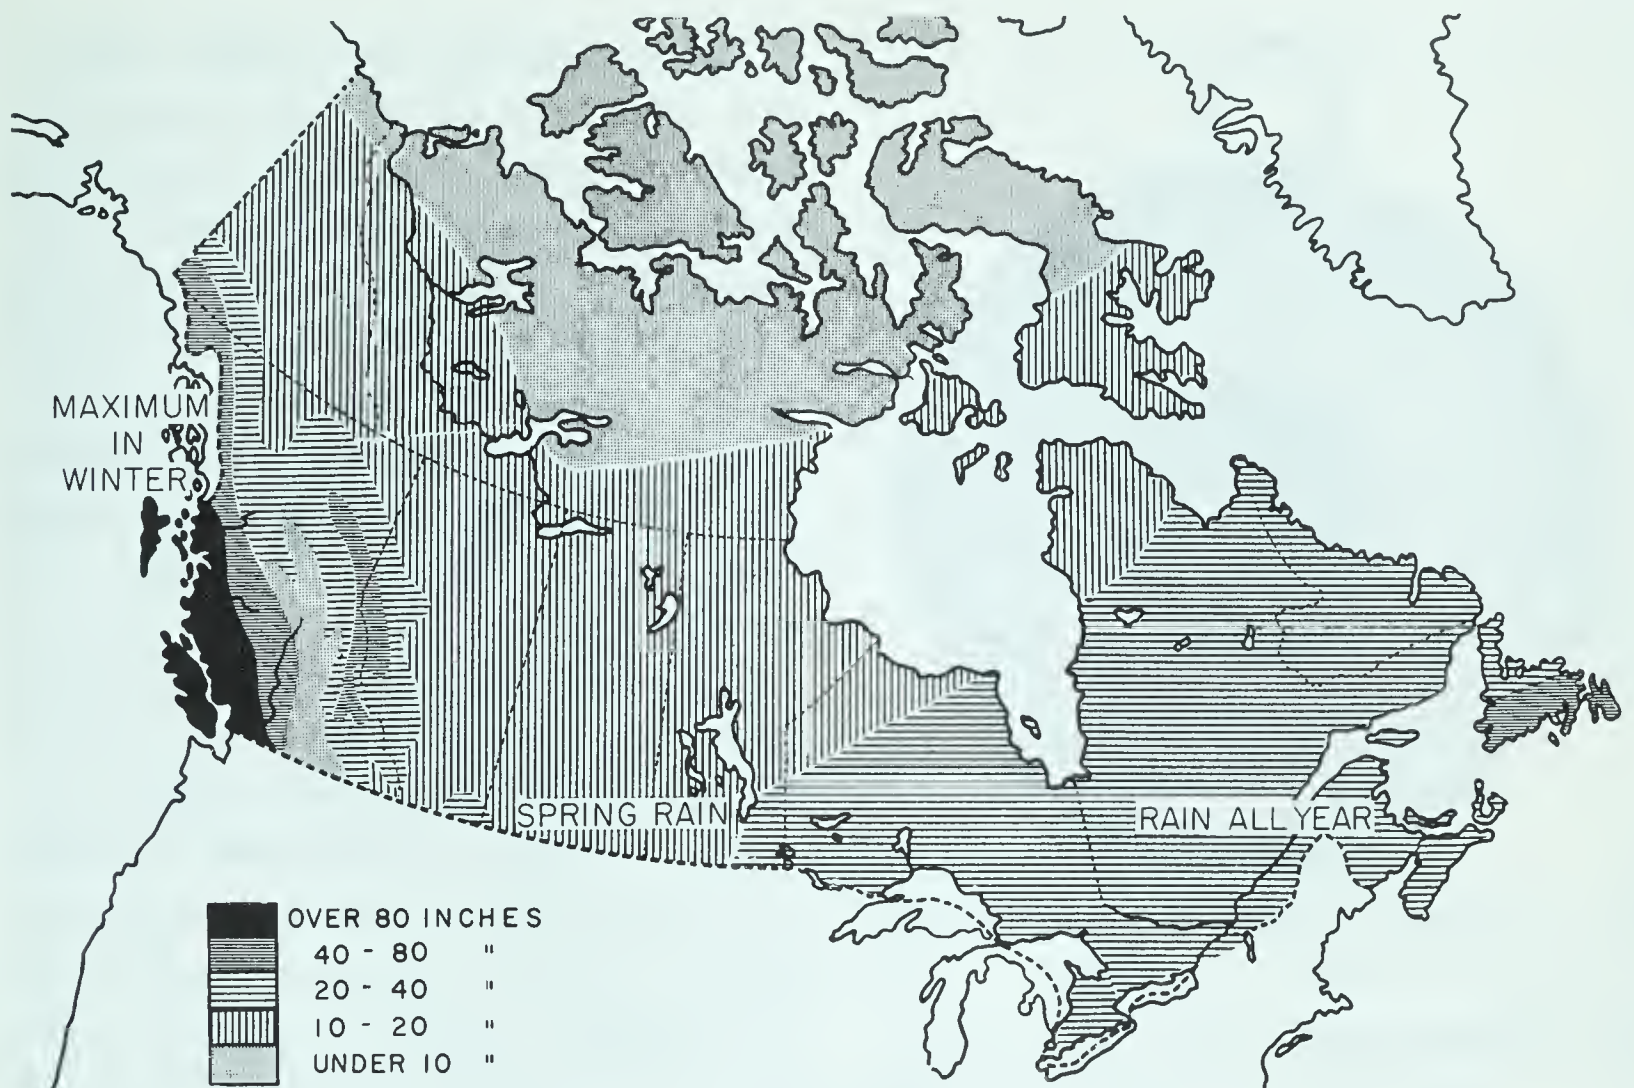 MAXIMUM
IN
WINTER
SPRING RAIN
RAIN ALL YEAR
OVER 80 INCHES
40 - 80 "
20 - 40 "
10 - 20 "
UNDER 10 "